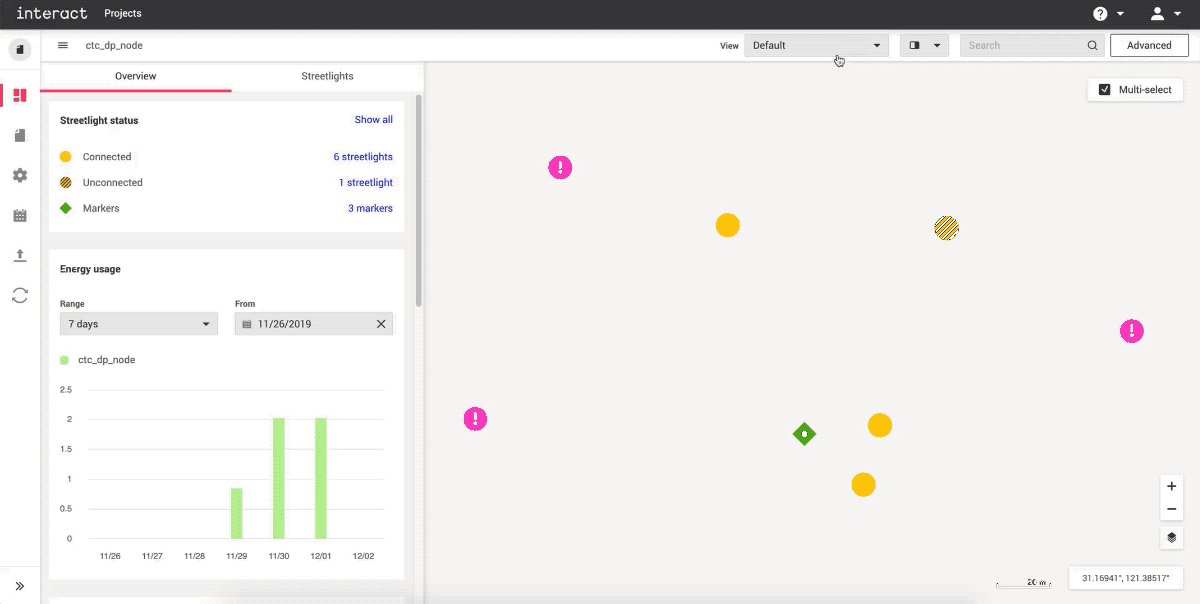 interact Projects ?
ctc_dp_node View Default Search Advanced
Overview Streetlights
Multi-select
Streetlight status Show all
Connected 6 streetlights
Unconnected 1 streetlight
Markers 3 markers
Energy usage
Range From
7 days 11/26/2019
ctc_dp_node
2.5
2
1.5
1
0.5
0
11/26 11/27 11/28 11/29 11/30 12/01 12/02
!
!
!
+
−
20 m 31.16941°, 121.38517°